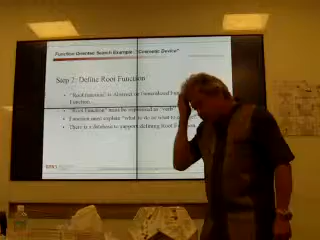 Function-Oriented Search Example: "Cosmetic Device"
Step 2: Define Root Function
• "Root function" is Abstract or Generalized
Function.
• "Root Function" must be expressed as "verb"
• Function must explain "what to do or what to
• There is a database to support defining Root